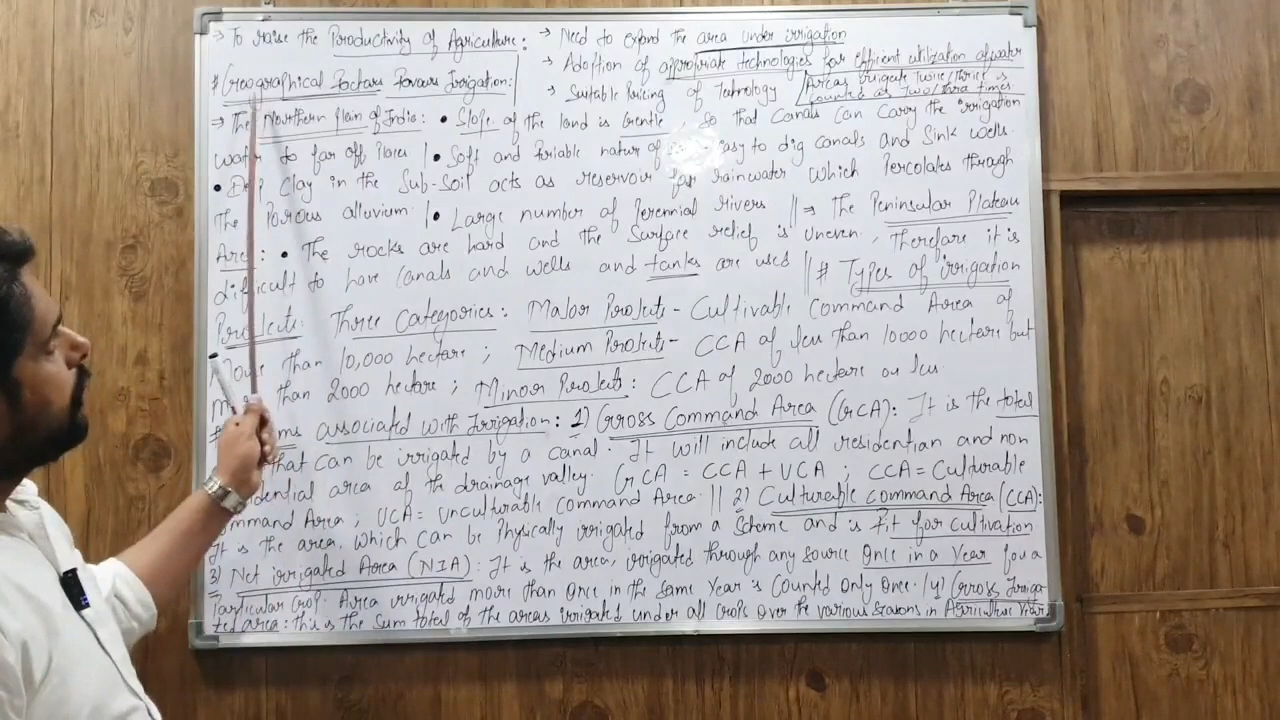 → To raise the Productivity of Agriculture: → Need to expand the area under irrigation
→ Adoption of appropriate technologies for efficient utilization of water
# Geographical Factors Favours Irrigation: → Suitable Pricing of Technology | Areas irrigate Twice/thrice is counted as Two/three times.
→ The Northern plain of India: • Slope of the land is Gentle, so that canals can carry the irrigation
water to far off Places | • Soft and friable natur of easy to dig canals and Sink wells.
• Deep Clay in the Sub-Soil acts as reservoir for rainwater which Percolates through
the Porous alluvium | • Large number of Perennial rivers || → The Peninsular Plateau
Area: • The rocks are hard and the Surface relief is uneven, therefore it is
difficult to have canals and wells and tanks are used || # Types of irrigation
Projects: Three Categories: Major Projects - Cultivable Command Area of
More than 10,000 hectare; Medium Projects - CCA of less than 10000 hectare but
than 2000 hectare; Minor Projects: CCA of 2000 hectare or less.
associated with Irrigation: 1) Gross Command Area (GCA): It is the total
that can be irrigated by a canal. It will include all residentian and non
area of th drainage valley. GCA = CCA + UCA ; CCA = Culturable
Command Area ; UCA = Unculturable Command Area. || 2) Culturable Command Area (CCA):
It is the area, which can be Physically irrigated from a Scheme and is Fit for cultivation
3) Net irrigated Area (NIA): It is the area, irrigated through any source Once in a Year for a
Particular Crop. Area irrigated more than Once in the same Year is Counted Only Once. | 4) Gross Irriga-
ted area: this is the Sum total of the areas irrigated under all crops over the various Seasons in Agriculture Year.